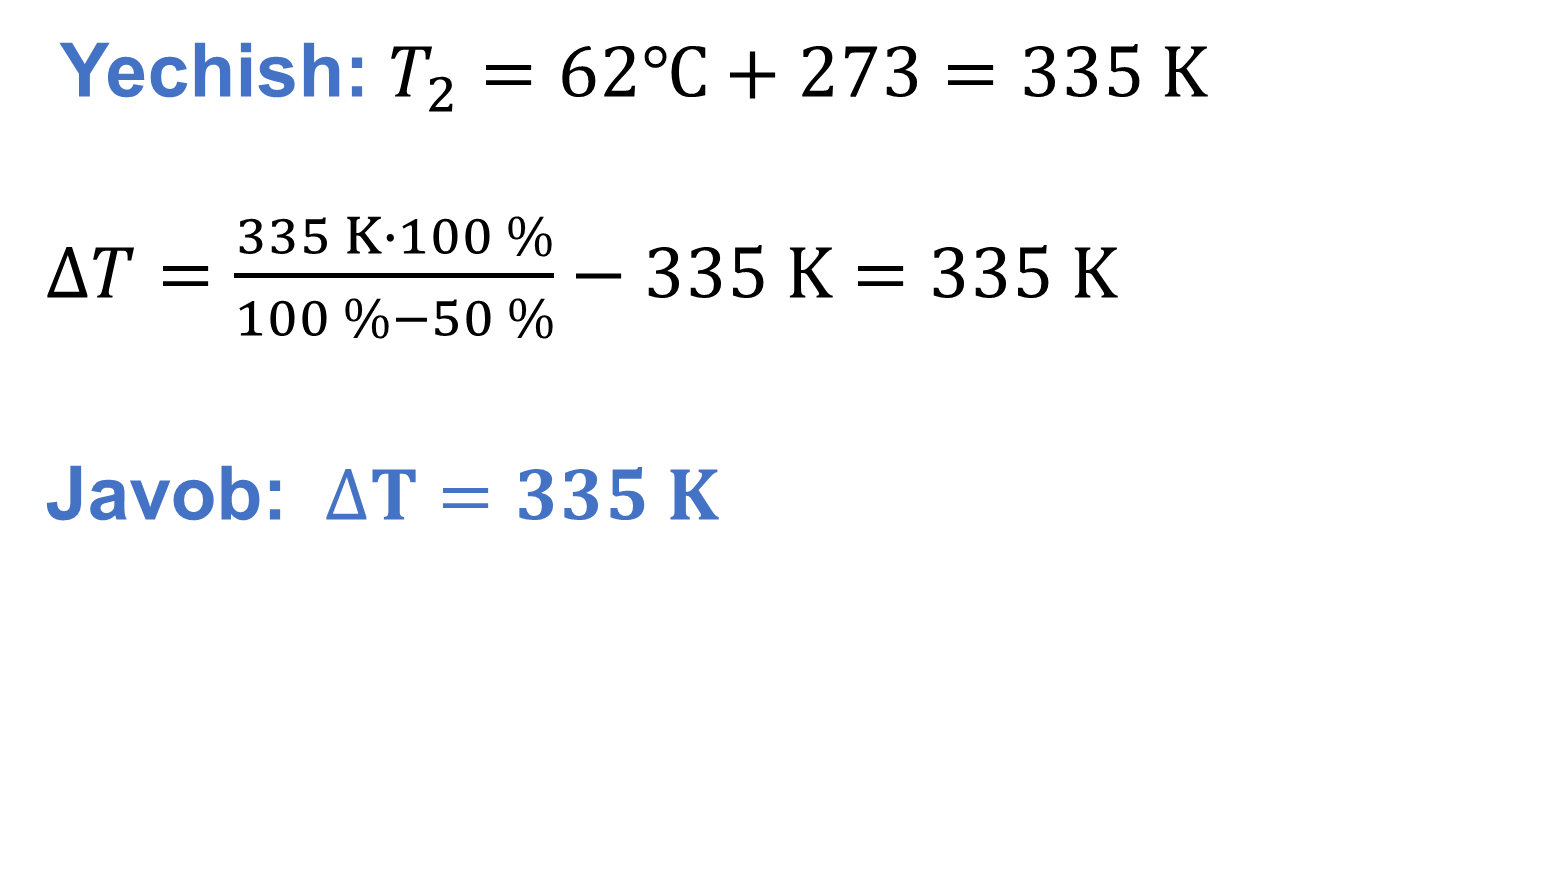 Yechish: T₂ = 62°C + 273 = 335 K
ΔT = (335 K·100 %)/(100 %−50 %) − 335 K = 335 K
Javob: ΔT = 335 K